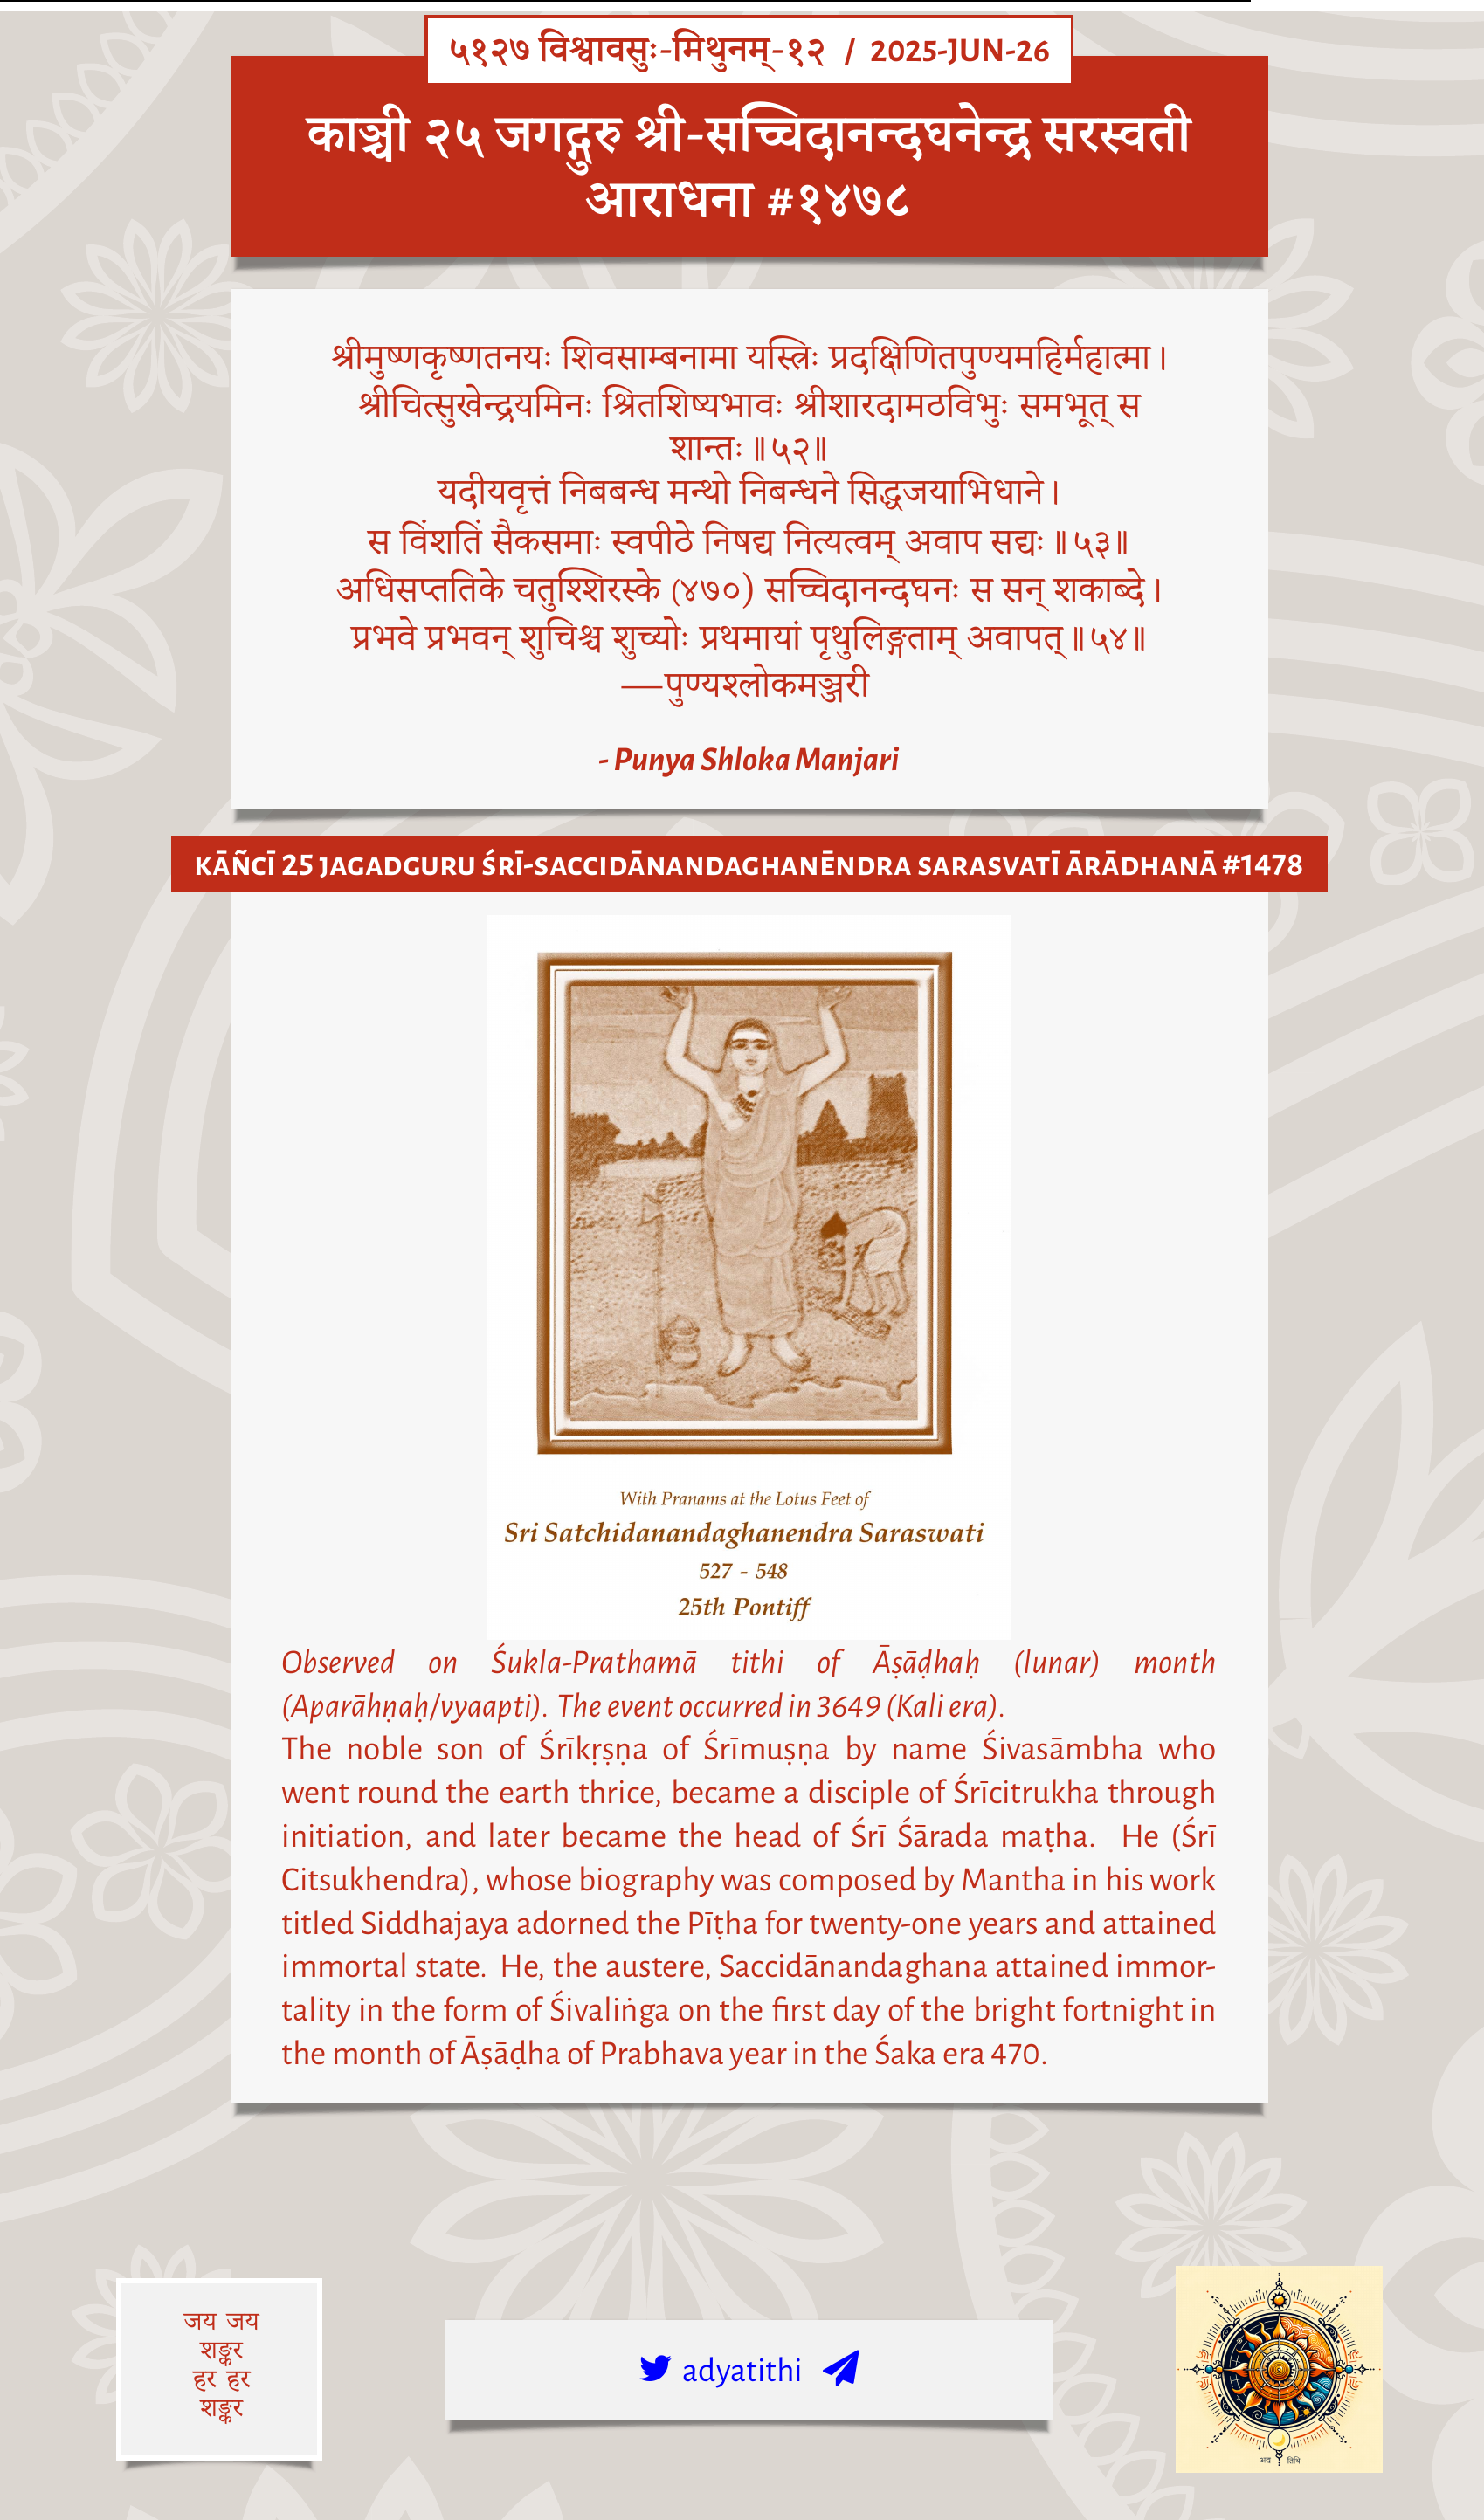 ५१२७ विश्वावसुः-मिथुनम्-१२ / 2025-JUN-26
काञ्ची २५ जगद्गुरु श्री-सच्चिदानन्दघनेन्द्र सरस्वती
आराधना #१४७८
श्रीमुष्णकृष्णतनयः शिवसाम्बनामा यस्त्रिः प्रदक्षिणितपुण्यमहिर्महात्मा।
श्रीचित्सुखेन्द्रयमिनः श्रितशिष्यभावः श्रीशारदामठविभुः समभूत् स
शान्तः॥५२॥
यदीयवृत्तं निबबन्ध मन्थो निबन्धने सिद्धजयाभिधाने।
स विंशतिं सैकसमाः स्वपीठे निषद्य नित्यत्वम् अवाप सद्यः॥५३॥
अधिसप्ततिके चतुश्शिरस्के (४७०) सच्चिदानन्दघनः स सन् शकाब्दे।
प्रभवे प्रभवन् शुचिश्च शुच्योः प्रथमायां पृथुलिङ्गताम् अवापत्॥५४॥
—पुण्यश्लोकमञ्जरी
- Punya Shloka Manjari
KĀÑCĪ 25 JAGADGURU ŚRĪ-SACCIDĀNANDAGHANĒNDRA SARASVATĪ ĀRĀDHANĀ #1478
With Pranams at the Lotus Feet of
Sri Satchidanandaghanendra Saraswati
527 - 548
25th Pontiff
Observed on Śukla-Prathamā tithi of Āṣāḍhaḥ (lunar) month
(Aparāhṇaḥ/vyaapti). The event occurred in 3649 (Kali era).
The noble son of Śrīkṛṣṇa of Śrīmuṣṇa by name Śivasāmbha who
went round the earth thrice, became a disciple of Śrīcitrukha through
initiation, and later became the head of Śrī Śārada maṭha. He (Śrī
Citsukhendra), whose biography was composed by Mantha in his work
titled Siddhajaya adorned the Pīṭha for twenty-one years and attained
immortal state. He, the austere, Saccidānandaghana attained immor-
tality in the form of Śivaliṅga on the first day of the bright fortnight in
the month of Āṣāḍha of Prabhava year in the Śaka era 470.
जय जय
शङ्कर
हर हर
शङ्कर
adyatithi
अद्य तिथिः